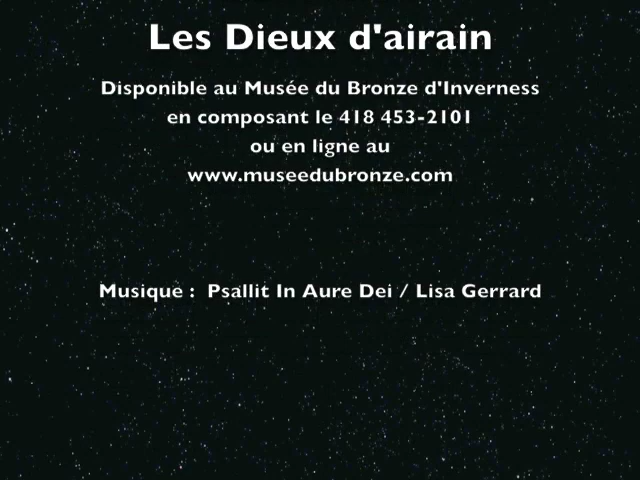 Les Dieux d'airain
Disponible au Musée du Bronze d'Inverness
en composant le 418 453-2101
ou en ligne au
www.museedubronze.com
Musique :  Psallit In Aure Dei / Lisa Gerrard